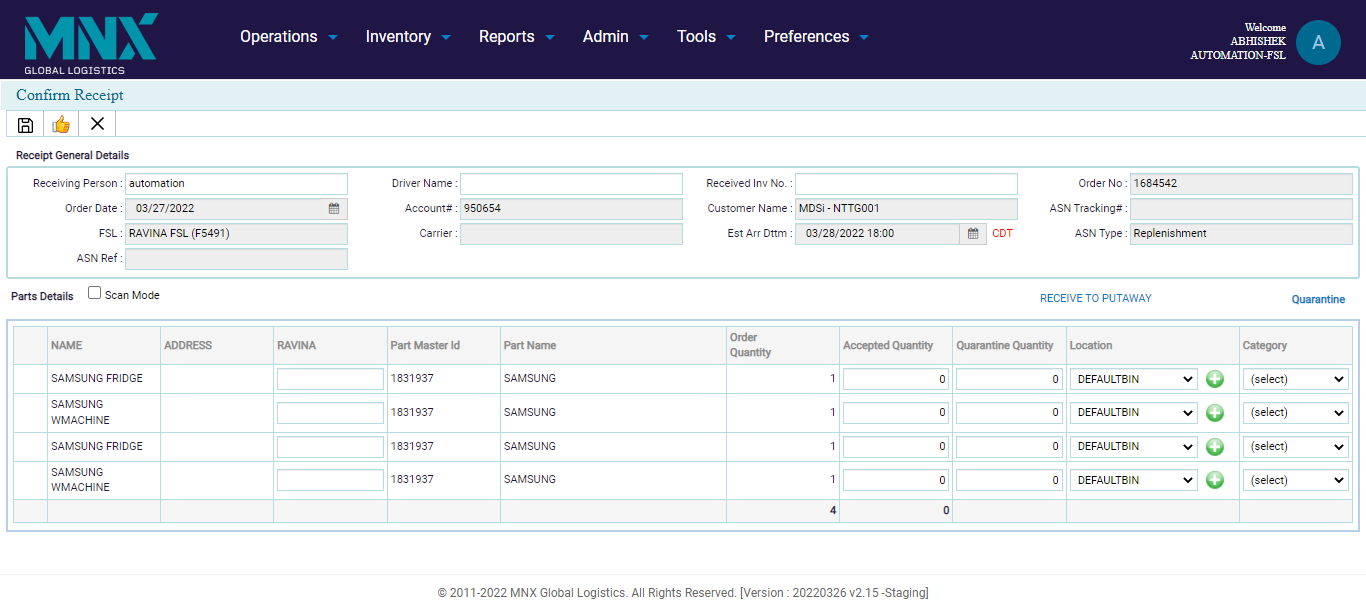 MNX
GLOBAL LOGISTICS
Operations Inventory Reports Admin Tools Preferences
Welcome
ABHISHEK
AUTOMATION-FSL
A
Confirm Receipt
Receipt General Details
Receiving Person : automation Driver Name : Received Inv No. : Order No : 1684542
Order Date : 03/27/2022 Account# : 950654 Customer Name : MDSi - NTTG001 ASN Tracking# :
FSL : RAVINA FSL (F5491) Carrier : Est Arr Dttm : 03/28/2022 18:00 CDT ASN Type : Replenishment
ASN Ref :
Parts Details Scan Mode RECEIVE TO PUTAWAY Quarantine
NAME ADDRESS RAVINA Part Master Id Part Name Order Quantity Accepted Quantity Quarantine Quantity Location Category
SAMSUNG FRIDGE 1831937 SAMSUNG 1 0 0 DEFAULTBIN (select)
SAMSUNG WMACHINE 1831937 SAMSUNG 1 0 0 DEFAULTBIN (select)
SAMSUNG FRIDGE 1831937 SAMSUNG 1 0 0 DEFAULTBIN (select)
SAMSUNG WMACHINE 1831937 SAMSUNG 1 0 0 DEFAULTBIN (select)
4 0
© 2011-2022 MNX Global Logistics. All Rights Reserved. [Version : 20220326 v2.15 -Staging]